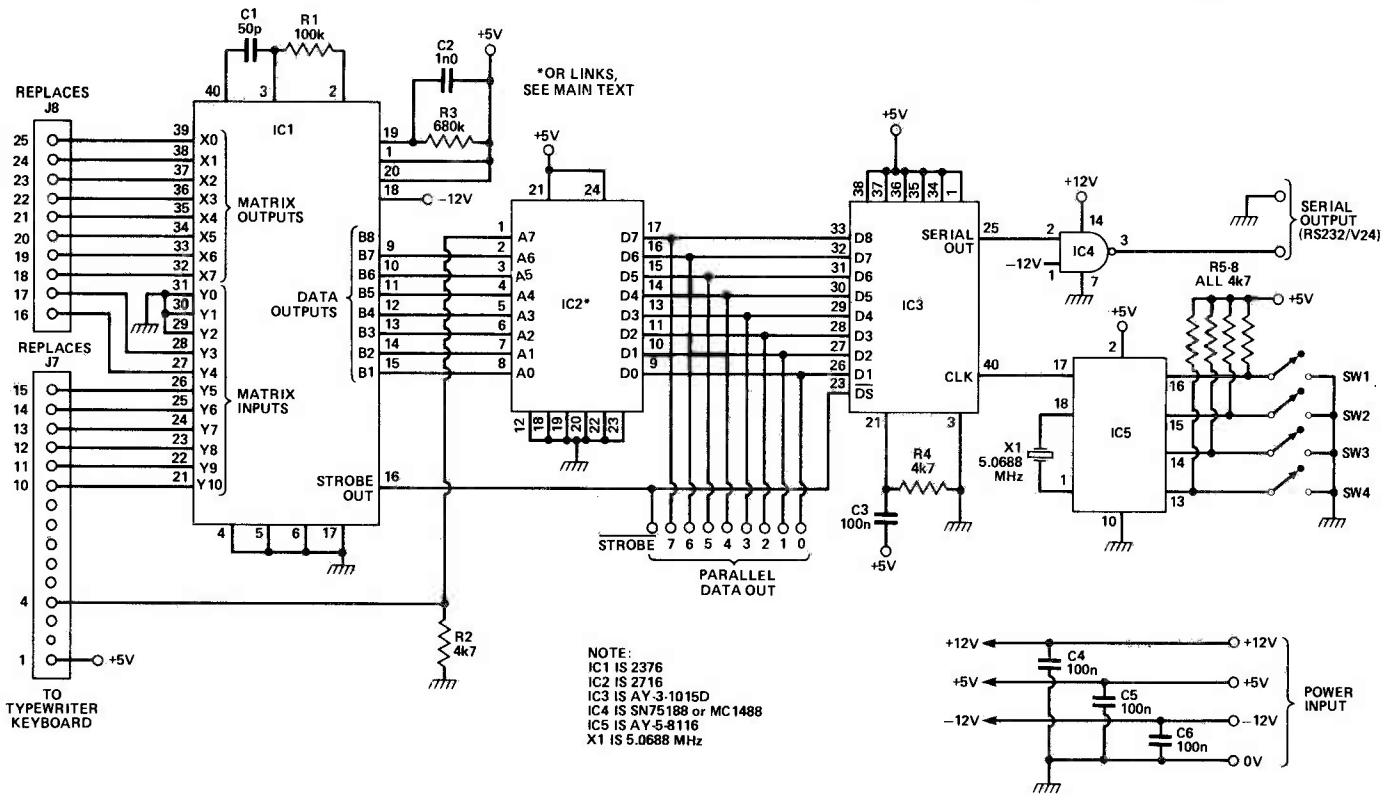 C1
50p
R1
100k
C2
1n0
+5V
*OR LINKS,
SEE MAIN TEXT
R3
680k
REPLACES
J8
40
3
2
IC1
25
24
23
22
21
20
19
18
17
16
39
38
37
36
35
34
33
32
31
30
29
28
27
26
25
24
23
22
21
X0
X1
X2
X3
X4
X5
X6
X7
Y0
Y1
Y2
Y3
Y4
Y5
Y6
Y7
Y8
Y9
Y10
MATRIX
OUTPUTS
MATRIX
INPUTS
19
1
20
18
-12V
B8
B7
B6
B5
B4
B3
B2
B1
DATA
OUTPUTS
9
10
11
12
13
14
15
STROBE
OUT
16
4
5
6
17
REPLACES
J7
15
14
13
12
11
10
4
1
+5V
TO
TYPEWRITER
KEYBOARD
R2
4k7
+5V
21
24
1
2
3
4
5
6
7
8
A7
A6
A5
A4
A3
A2
A1
A0
IC2*
D7
D6
D5
D4
D3
D2
D1
D0
17
16
15
14
13
11
10
9
12
18
19
20
22
23
STROBE
7
6
5
4
3
2
1
0
PARALLEL
DATA OUT
+5V
38
37
36
35
34
1
33
32
31
30
29
28
27
26
23
D8
D7
D6
D5
D4
D3
D2
D1
DS
IC3
SERIAL
OUT
25
CLK
40
21
3
R4
4k7
C3
100n
+5V
+12V
14
2
IC4
3
-12V
1
7
SERIAL
OUTPUT
(RS232/V24)
R5-8
ALL 4k7
+5V
+5V
2
17
18
1
IC5
16
15
14
13
10
X1
5.0688
MHz
SW1
SW2
SW3
SW4
NOTE:
IC1 IS 2376
IC2 IS 2716
IC3 IS AY-3-1015D
IC4 IS SN75188 or MC1488
IC5 IS AY-5-8116
X1 IS 5.0688 MHz
+12V
+12V
C4
100n
+5V
+5V
C5
100n
-12V
-12V
C6
100n
0V
POWER
INPUT